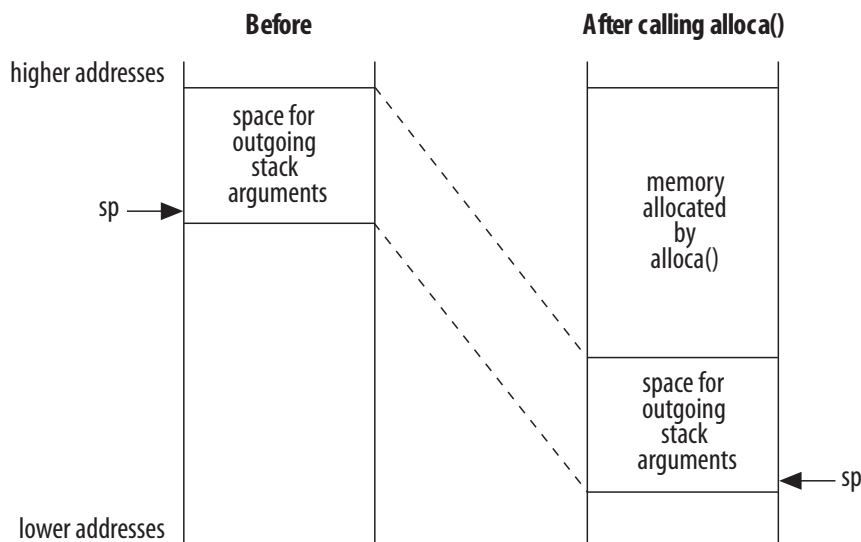 Before
After calling alloca()
higher addresses
space for
outgoing
stack
arguments
sp
memory
allocated
by
alloca()
space for
outgoing
stack
arguments
sp
lower addresses